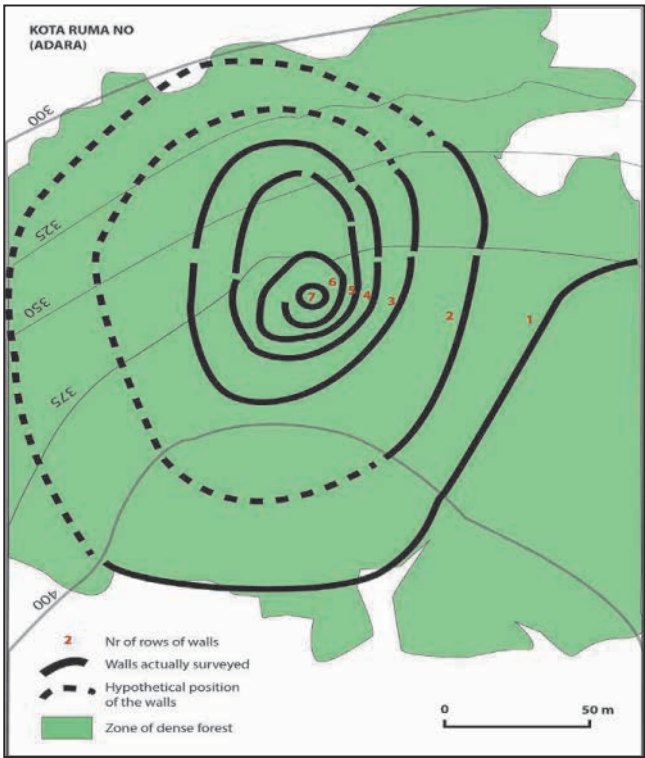 KOTA RUMA NO
(ADARA)
300
325
350
375
400
7
6
5
4
3
2
1
2 Nr of rows of walls
Walls actually surveyed
Hypothetical position
of the walls
Zone of dense forest
0 50 m